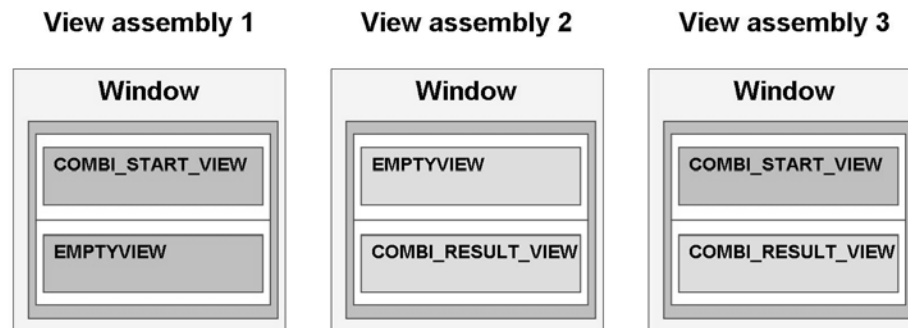 View assembly 1
View assembly 2
View assembly 3
Window
Window
Window
COMBI_START_VIEW
EMPTYVIEW
COMBI_START_VIEW
EMPTYVIEW
COMBI_RESULT_VIEW
COMBI_RESULT_VIEW